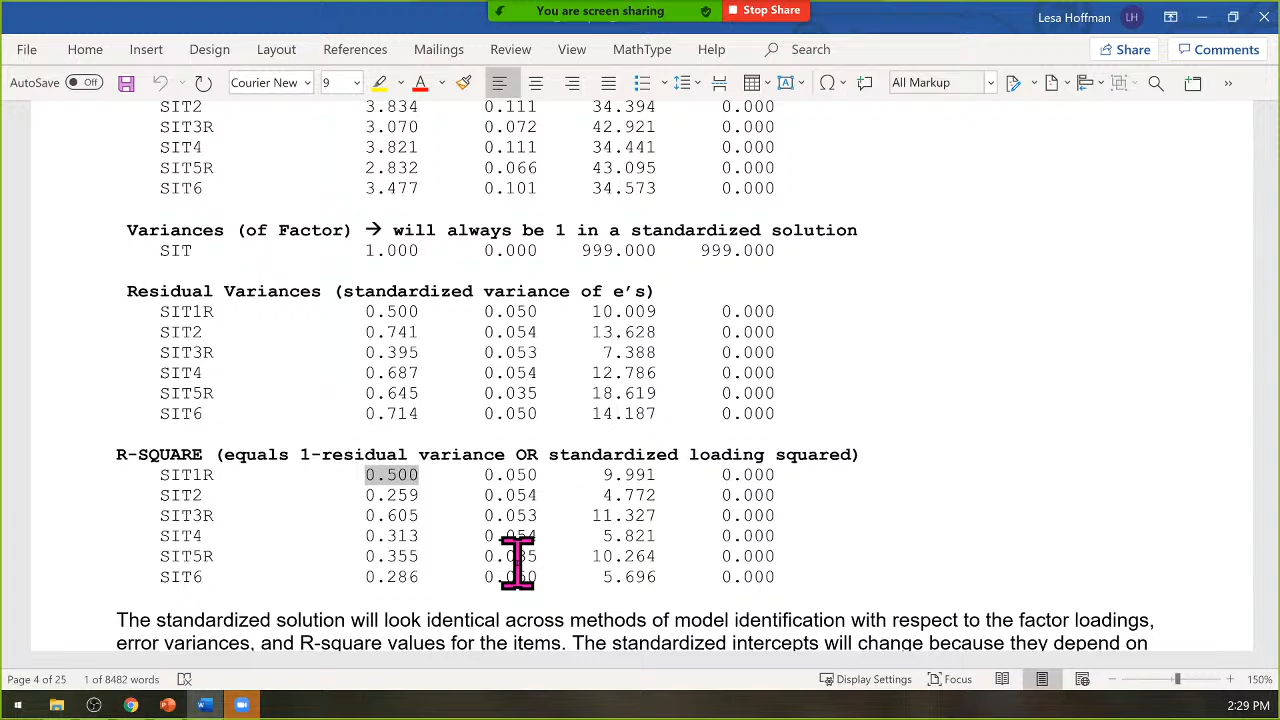 You are screen sharing Stop Share
Lesa Hoffman LH
File Home Insert Design Layout References Mailings Review View MathType Help Search Share Comments
AutoSave Off Courier New 9 All Markup
SIT2 3.834 0.111 34.394 0.000
SIT3R 3.070 0.072 42.921 0.000
SIT4 3.821 0.111 34.441 0.000
SIT5R 2.832 0.066 43.095 0.000
SIT6 3.477 0.101 34.573 0.000
Variances (of Factor) → will always be 1 in a standardized solution
SIT 1.000 0.000 999.000 999.000
Residual Variances (standardized variance of e's)
SIT1R 0.500 0.050 10.009 0.000
SIT2 0.741 0.054 13.628 0.000
SIT3R 0.395 0.053 7.388 0.000
SIT4 0.687 0.054 12.786 0.000
SIT5R 0.645 0.035 18.619 0.000
SIT6 0.714 0.050 14.187 0.000
R-SQUARE (equals 1-residual variance OR standardized loading squared)
SIT1R 0.500 0.050 9.991 0.000
SIT2 0.259 0.054 4.772 0.000
SIT3R 0.605 0.053 11.327 0.000
SIT4 0.313 0.054 5.821 0.000
SIT5R 0.355 0.035 10.264 0.000
SIT6 0.286 0.050 5.696 0.000
The standardized solution will look identical across methods of model identification with respect to the factor loadings,
error variances, and R-square values for the items. The standardized intercepts will change because they depend on
Page 4 of 25 1 of 8482 words Display Settings Focus 150%
2:29 PM